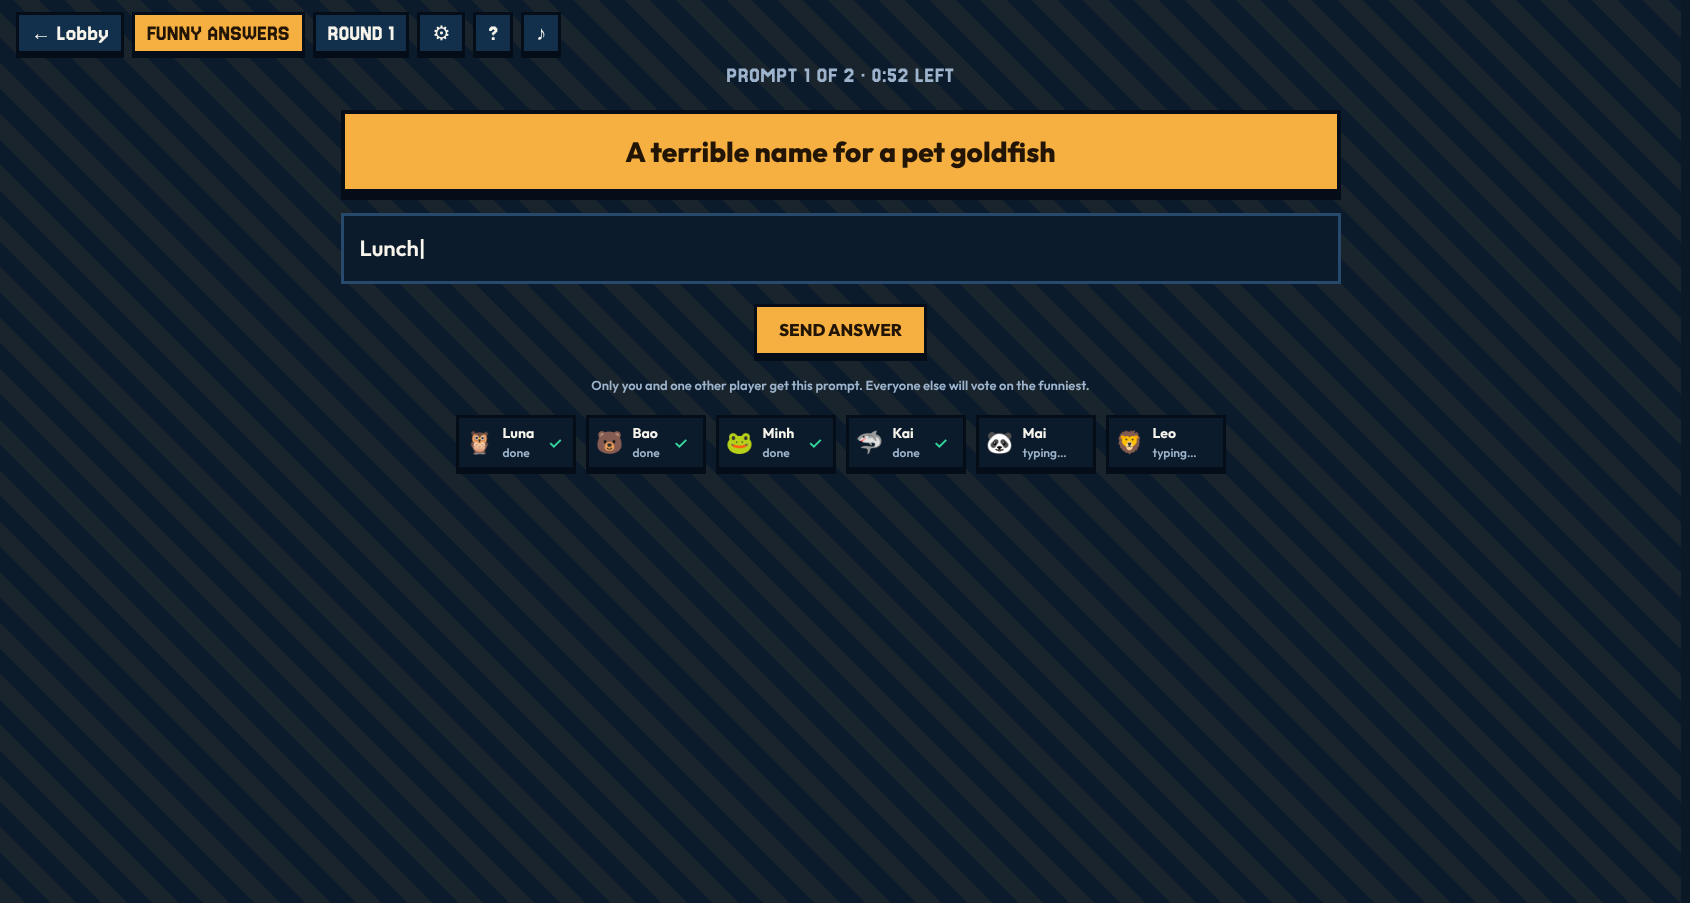 ← Lobby
FUNNY ANSWERS
ROUND 1
?
PROMPT 1 OF 2 · 0:52 LEFT
A terrible name for a pet goldfish
Lunch
SEND ANSWER
Only you and one other player get this prompt. Everyone else will vote on the funniest.
Luna
done
Bao
done
Minh
done
Kai
done
Mai
typing...
Leo
typing...